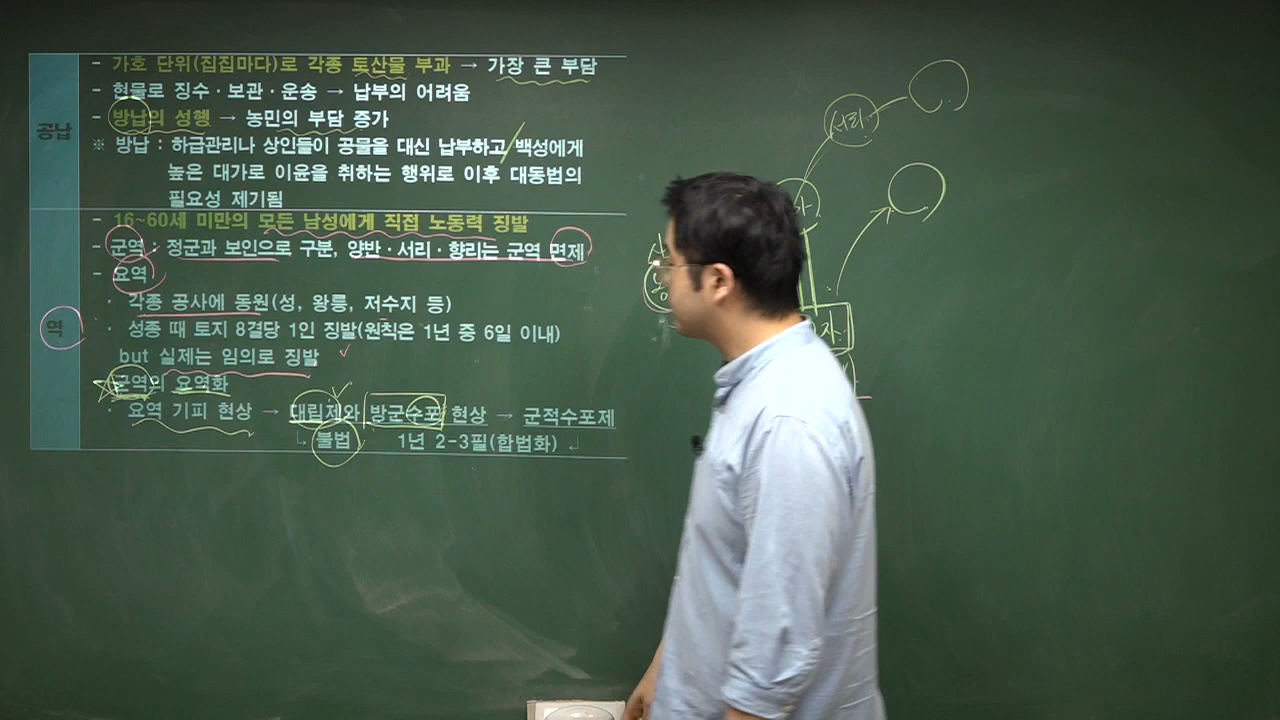 공납
- 가호 단위(집집마다)로 각종 토산물 부과 → 가장 큰 부담
- 현물로 징수·보관·운송 → 납부의 어려움
- 방납의 성행 → 농민의 부담 증가
※ 방납 : 하급관리나 상인들이 공물을 대신 납부하고 백성에게
높은 대가로 이윤을 취하는 행위로 이후 대동법의
필요성 제기됨
역
- 16~60세 미만의 모든 남성에게 직접 노동력 징발
- 군역 : 정군과 보인으로 구분, 양반·서리·향리는 군역 면제
- 요역
· 각종 공사에 동원(성, 왕릉, 저수지 등)
· 성종 때 토지 8결당 1인 징발(원칙은 1년 중 6일 이내)
but 실제는 임의로 징발
군역의 요역화
· 요역 기피 현상 → 대립제와 방군수포 현상 → 군적수포제
불법 1년 2-3필(합법화)
서리
자